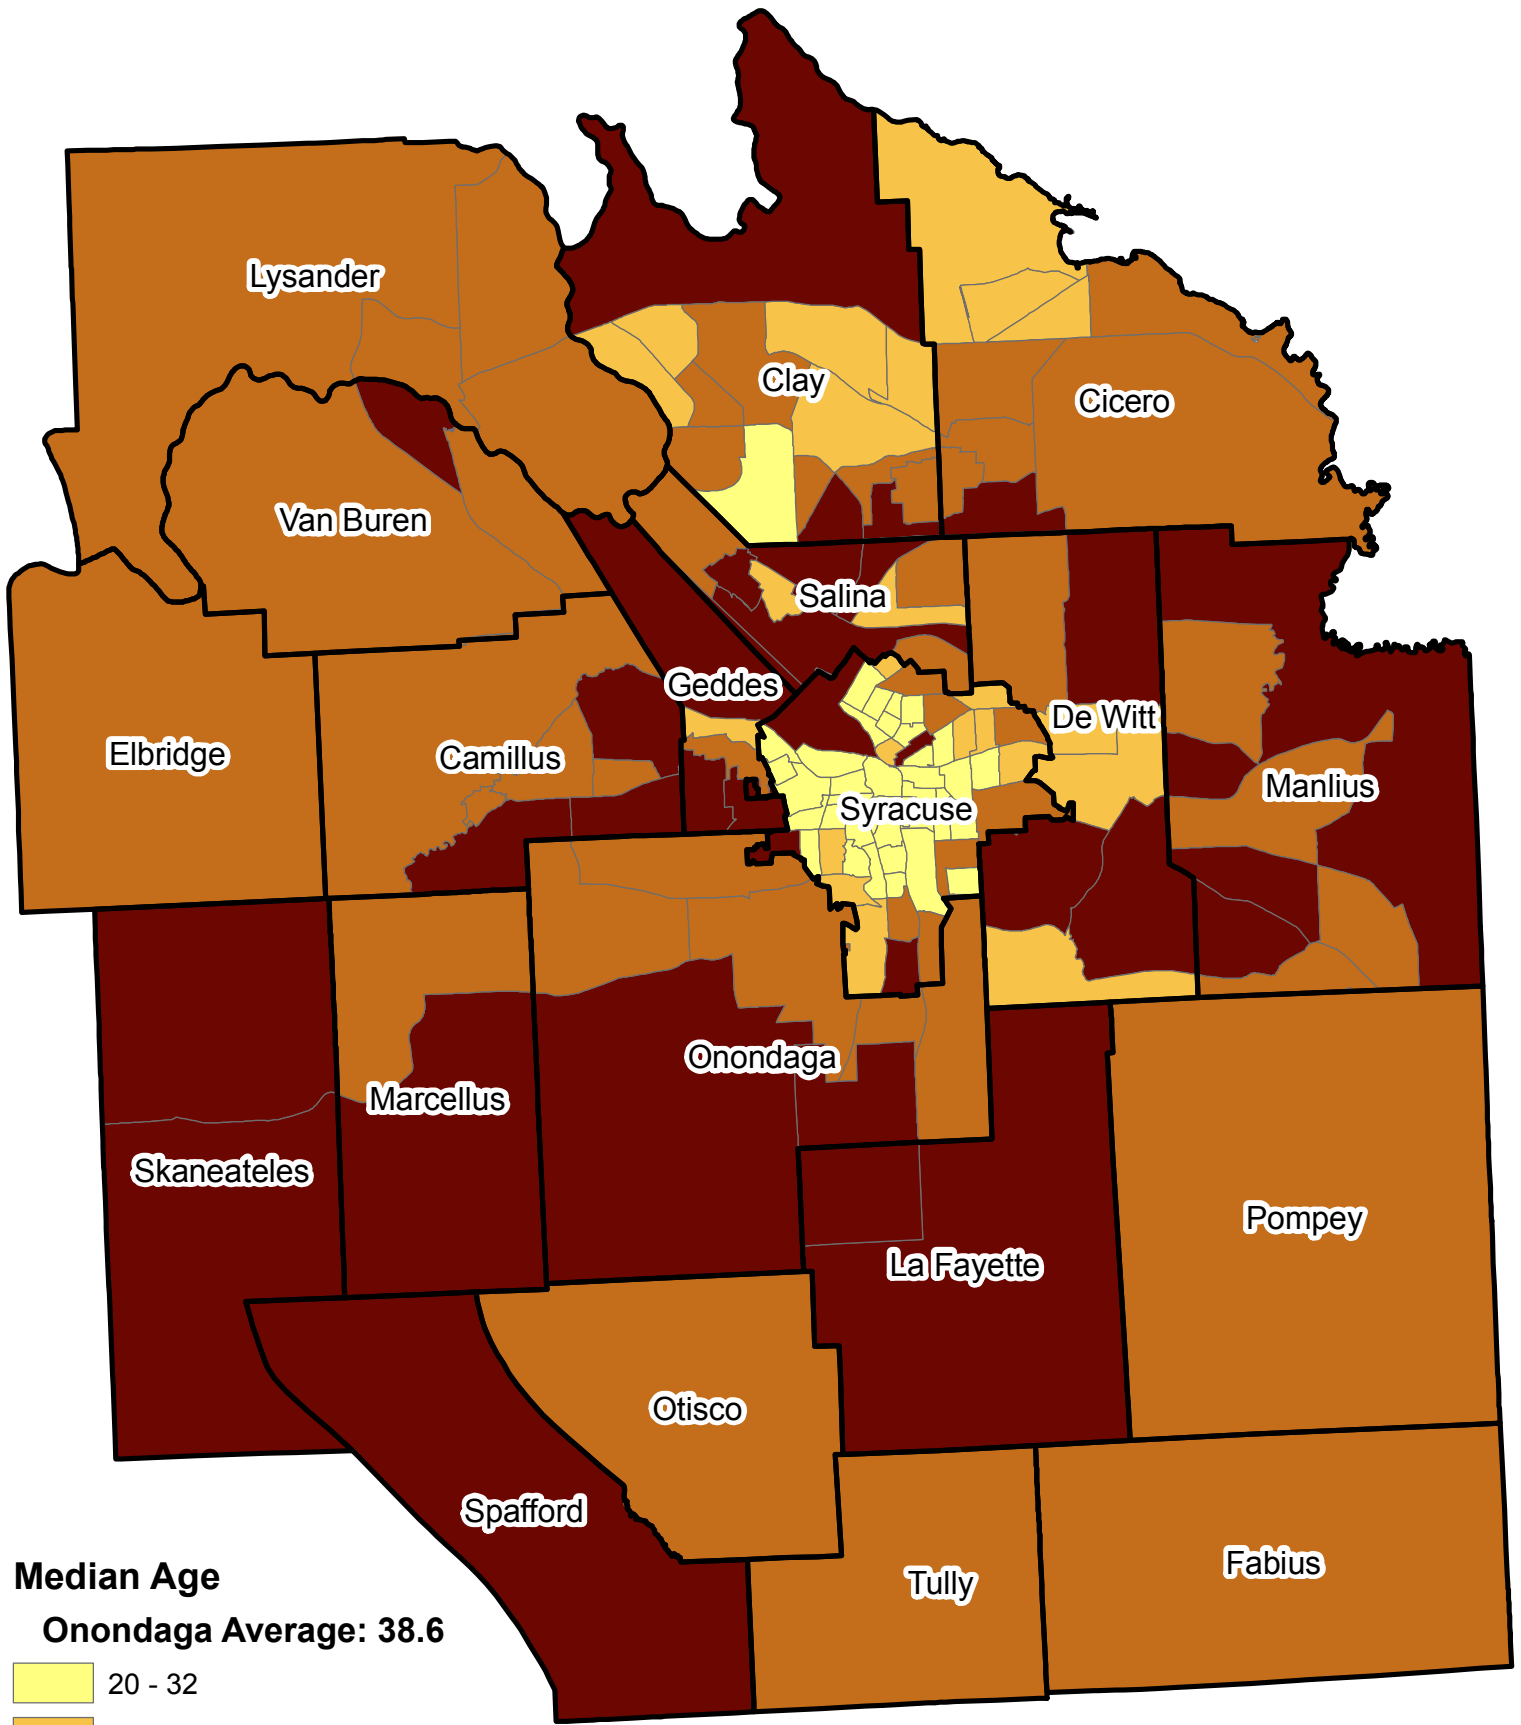 Lysander
Clay
Cicero
Van Buren
Salina
Geddes
De Witt
Elbridge
Camillus
Manlius
Syracuse
Onondaga
Marcellus
Skaneateles
Pompey
La Fayette
Otisco
Spafford
Fabius
Tully
Median Age
Onondaga Average: 38.6
20 - 32